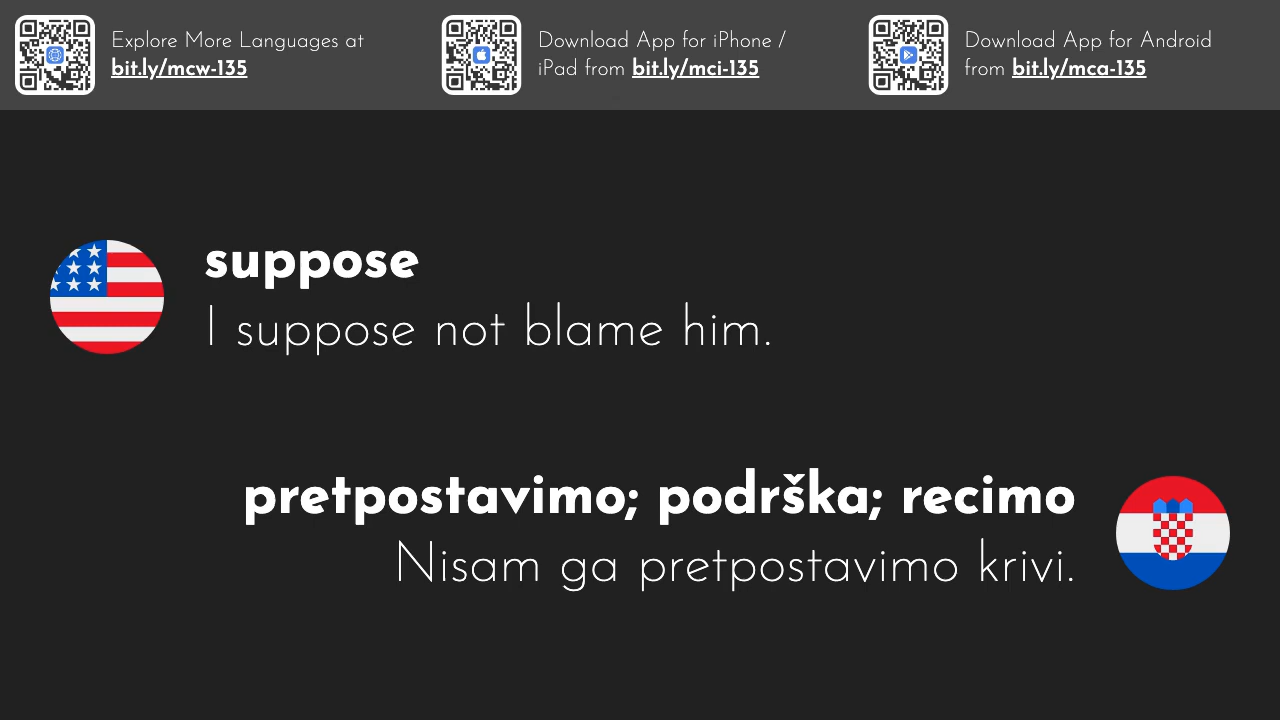 Explore More Languages at
bit.ly/mcw-135
Download App for iPhone /
iPad from bit.ly/mci-135
Download App for Android
from bit.ly/mca-135
suppose
I suppose not blame him.
pretpostavimo; podrška; recimo
Nisam ga pretpostavimo krivi.